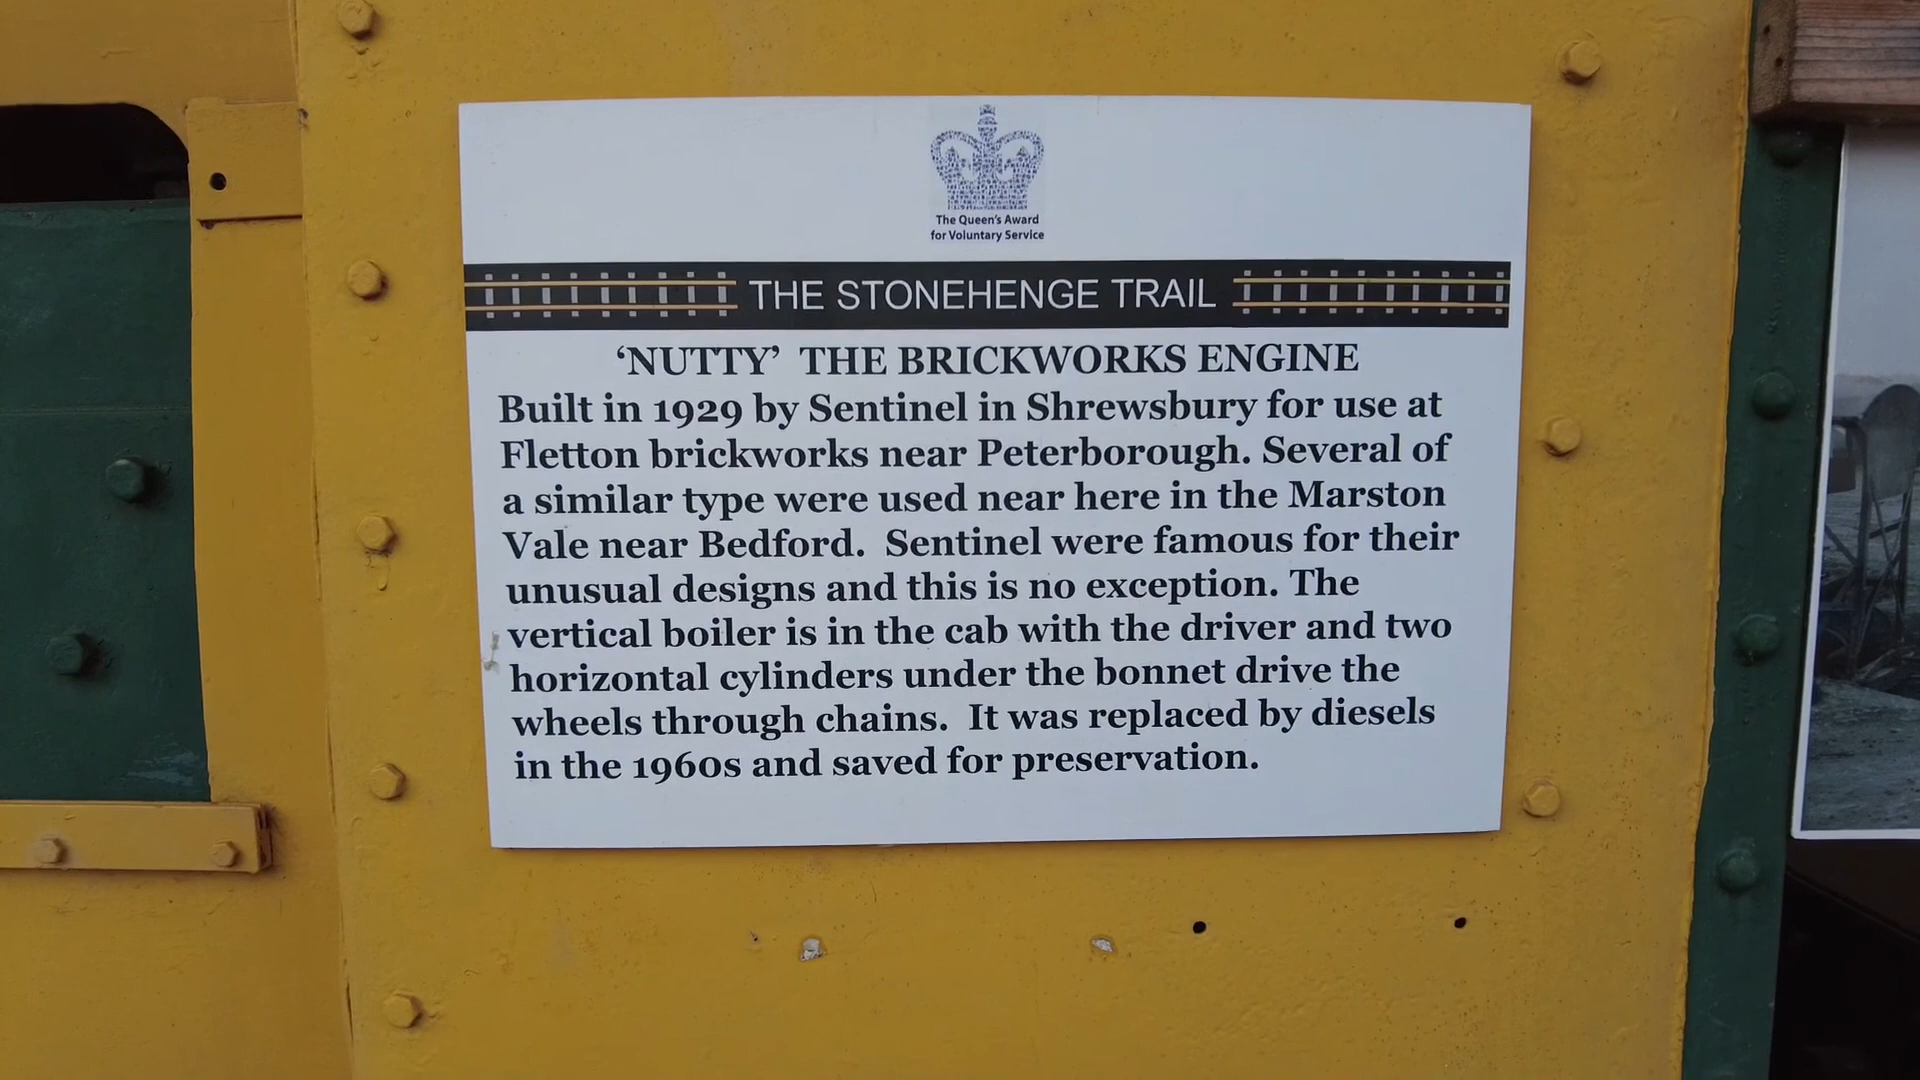 The Queen's Award
for Voluntary Service
THE STONEHENGE TRAIL
‘NUTTY’ THE BRICKWORKS ENGINE
Built in 1929 by Sentinel in Shrewsbury for use at
Fletton brickworks near Peterborough. Several of
a similar type were used near here in the Marston
Vale near Bedford. Sentinel were famous for their
unusual designs and this is no exception. The
vertical boiler is in the cab with the driver and two
horizontal cylinders under the bonnet drive the
wheels through chains. It was replaced by diesels
in the 1960s and saved for preservation.